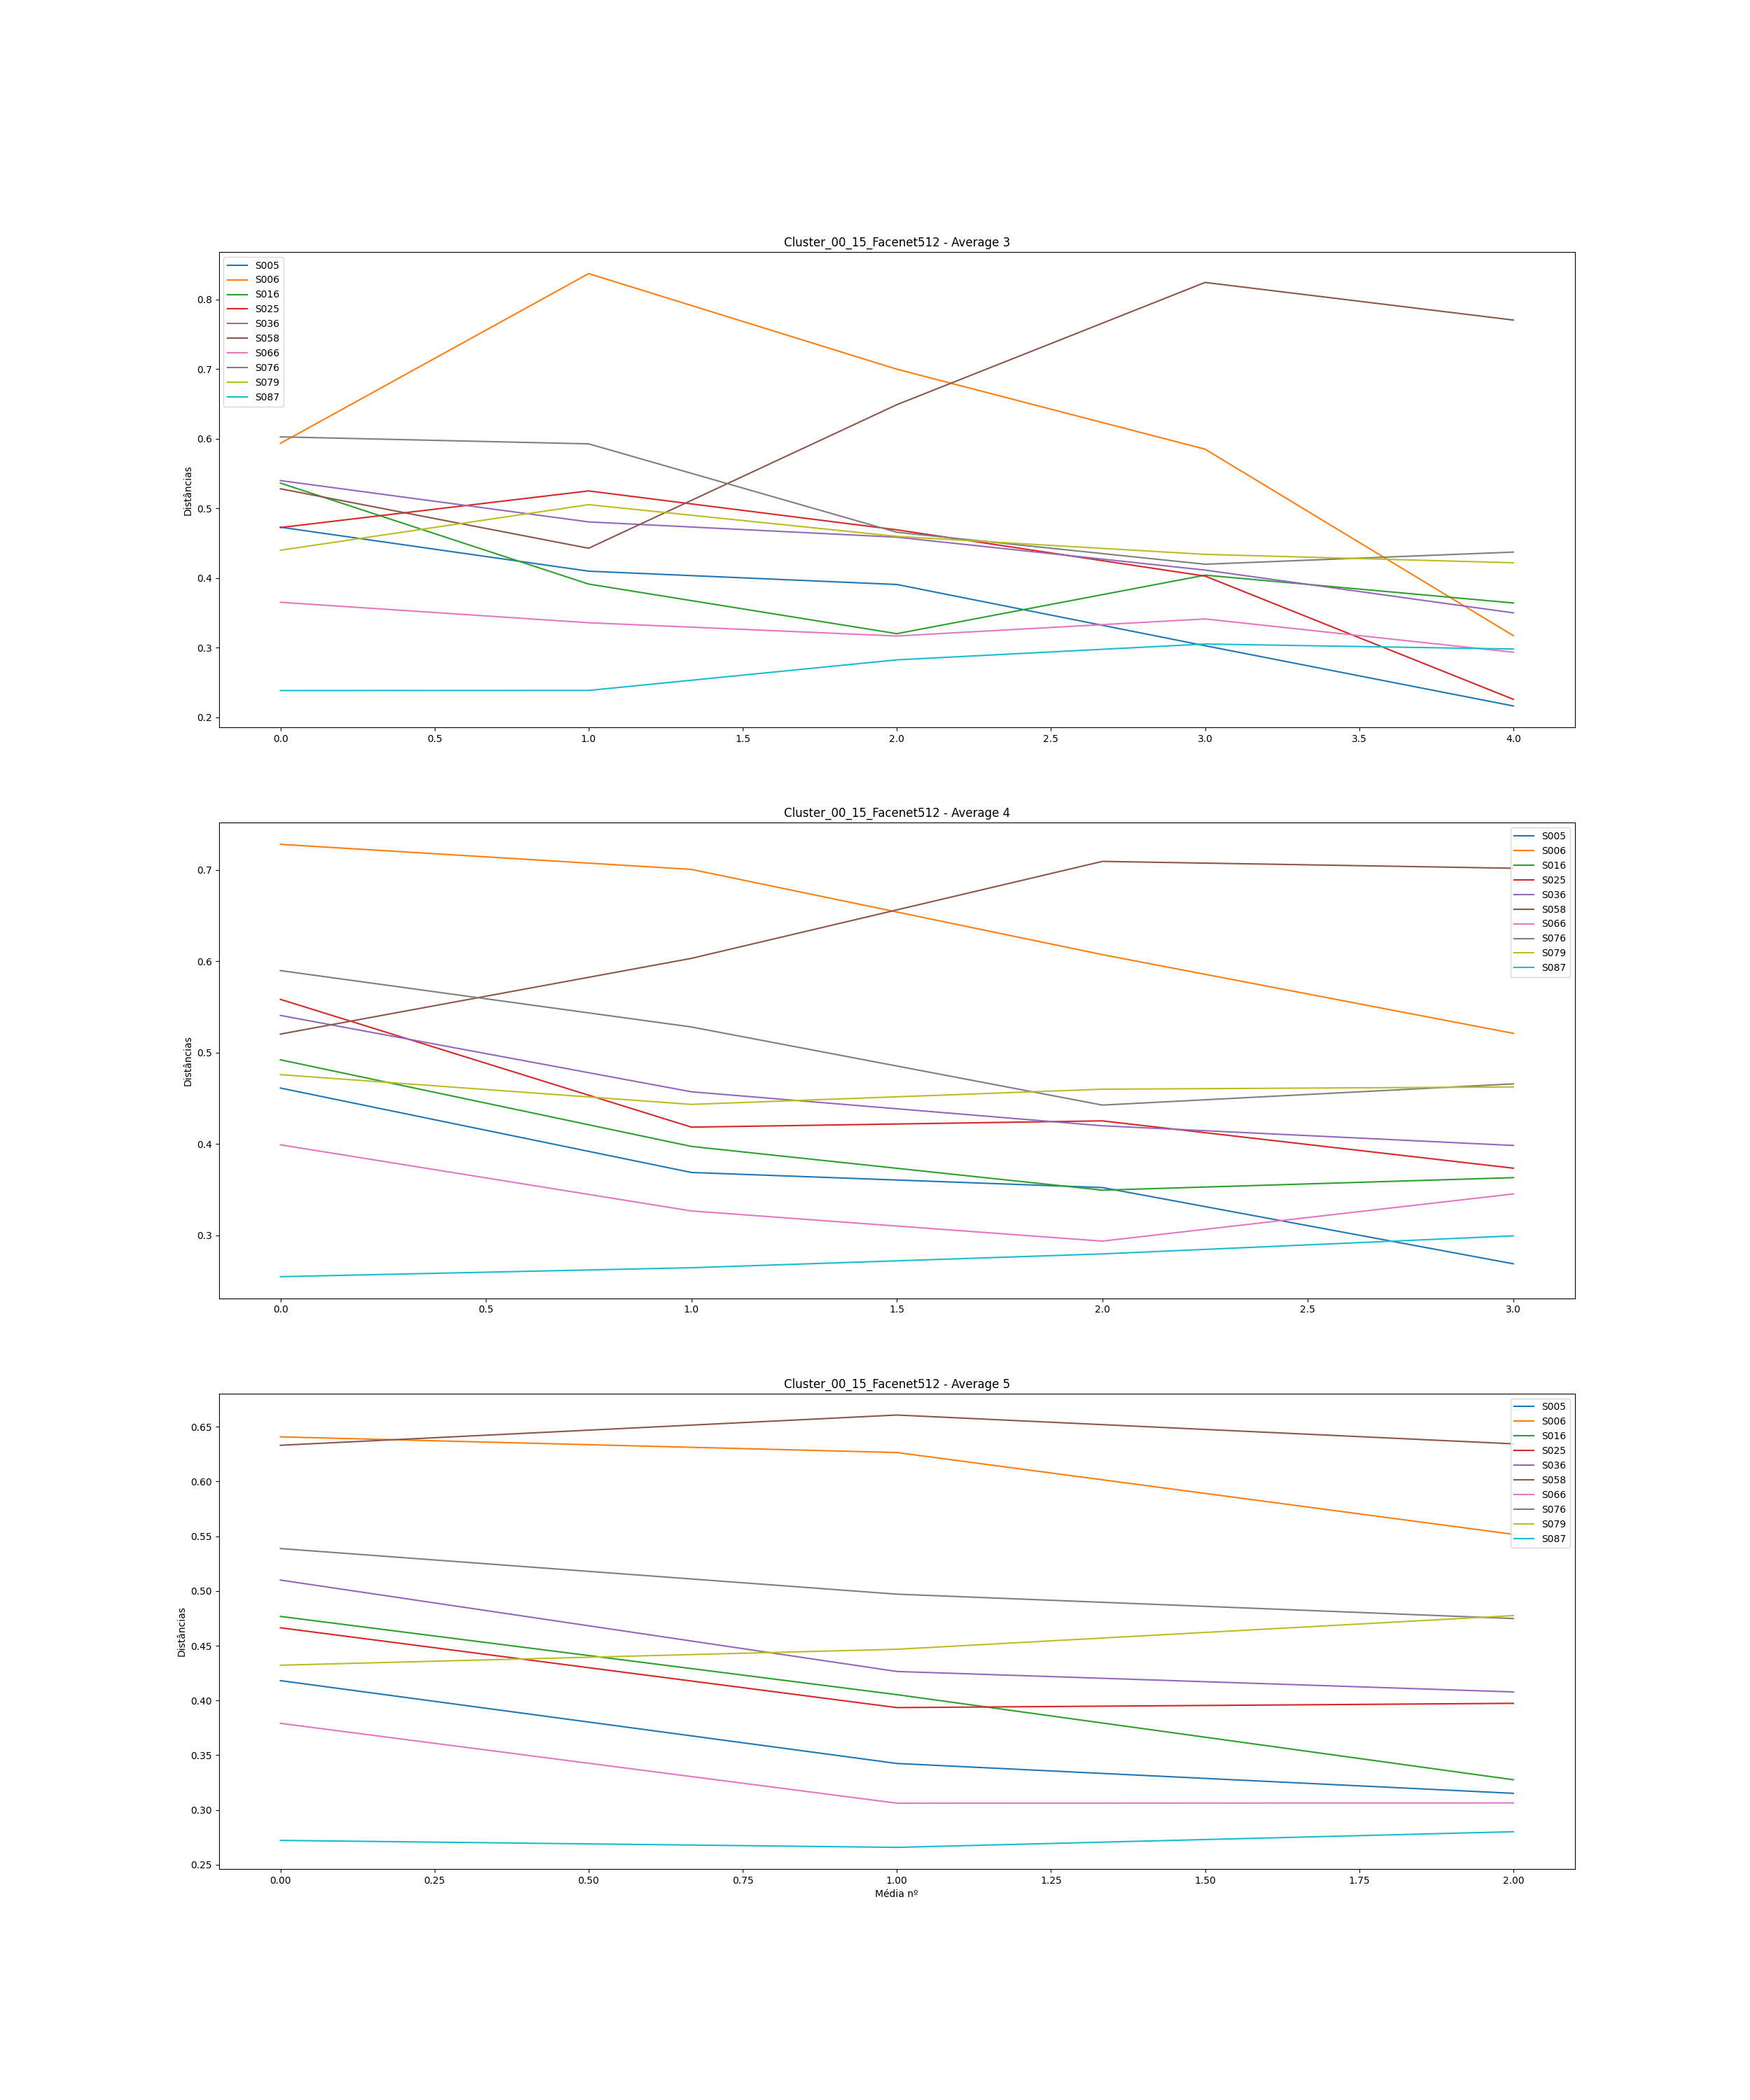 Cluster_00_15_Facenet512 - Average 3
Distâncias
0.8
0.7
0.6
0.5
0.4
0.3
0.2
S005
S006
S016
S025
S036
S058
S066
S076
S079
S087
0.0 0.5 1.0 1.5 2.0 2.5 3.0 3.5 4.0
Cluster_00_15_Facenet512 - Average 4
Distâncias
0.7
0.6
0.5
0.4
0.3
S005
S006
S016
S025
S036
S058
S066
S076
S079
S087
0.0 0.5 1.0 1.5 2.0 2.5 3.0
Cluster_00_15_Facenet512 - Average 5
Distâncias
0.65
0.60
0.55
0.50
0.45
0.40
0.35
0.30
0.25
S005
S006
S016
S025
S036
S058
S066
S076
S079
S087
0.00 0.25 0.50 0.75 1.00 1.25 1.50 1.75 2.00
Média nº